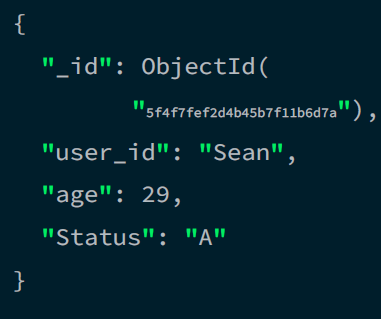 {
"_id": ObjectId(
"5f4f7fef2d4b45b7f11b6d7a"),
"user_id": "Sean",
"age": 29,
"Status": "A"
}